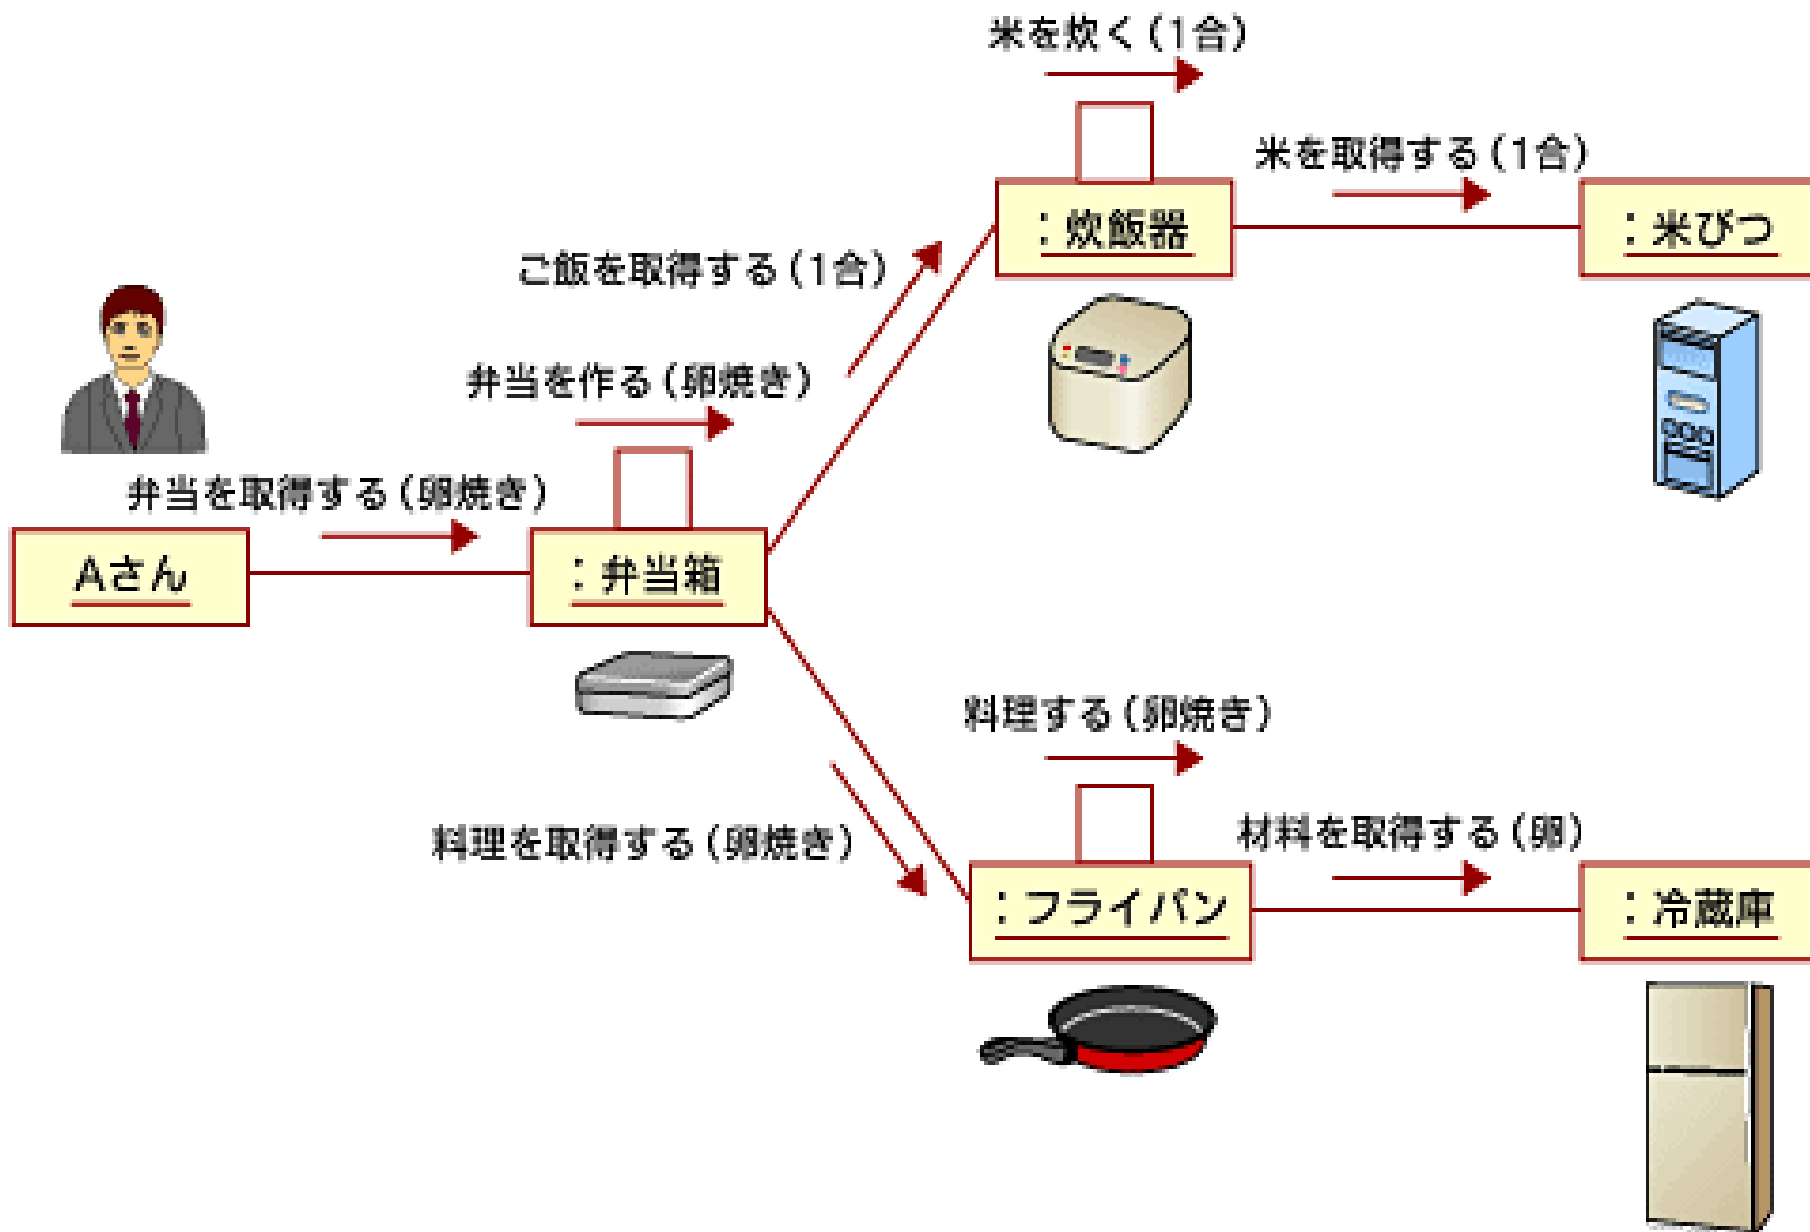 米を炊く(1合)
米を取得する(1合)
:炊飯器
:米びつ
ご飯を取得する(1合)
弁当を作る(卵焼き)
弁当を取得する(卵焼き)
Aさん
:弁当箱
料理する(卵焼き)
料理を取得する(卵焼き)
材料を取得する(卵)
:フライパン
:冷蔵庫